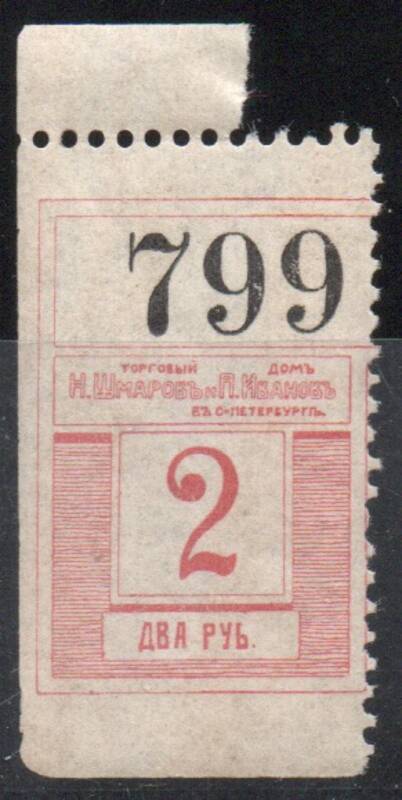 799
ТОРГОВЫЙ ДОМЪ
Н. ШМАРОВЪ и П. ИВАНОВЪ
ВЪ С-ПЕТЕРБУРГѢ.
2
ДВА РУБ.